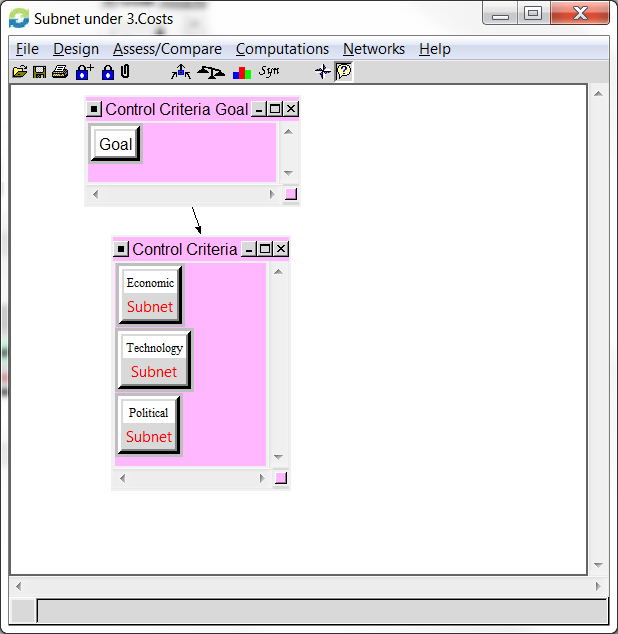 Subnet under 3.Costs
File Design Assess/Compare Computations Networks Help
Syn
Control Criteria Goal
Goal
Control Criteria
Economic
Subnet
Technology
Subnet
Political
Subnet